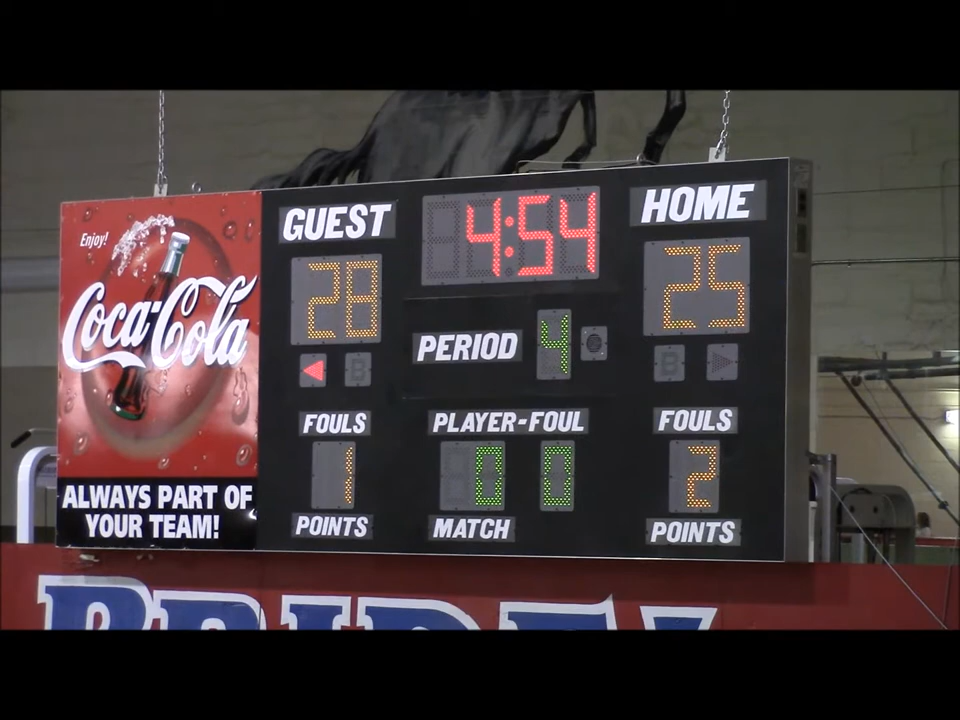 Enjoy!
Coca-Cola
ALWAYS PART OF
YOUR TEAM!
GUEST
4:54
HOME
28
25
PERIOD
4
B
B
FOULS
PLAYER-FOUL
FOULS
1
0 0
2
POINTS
MATCH
POINTS